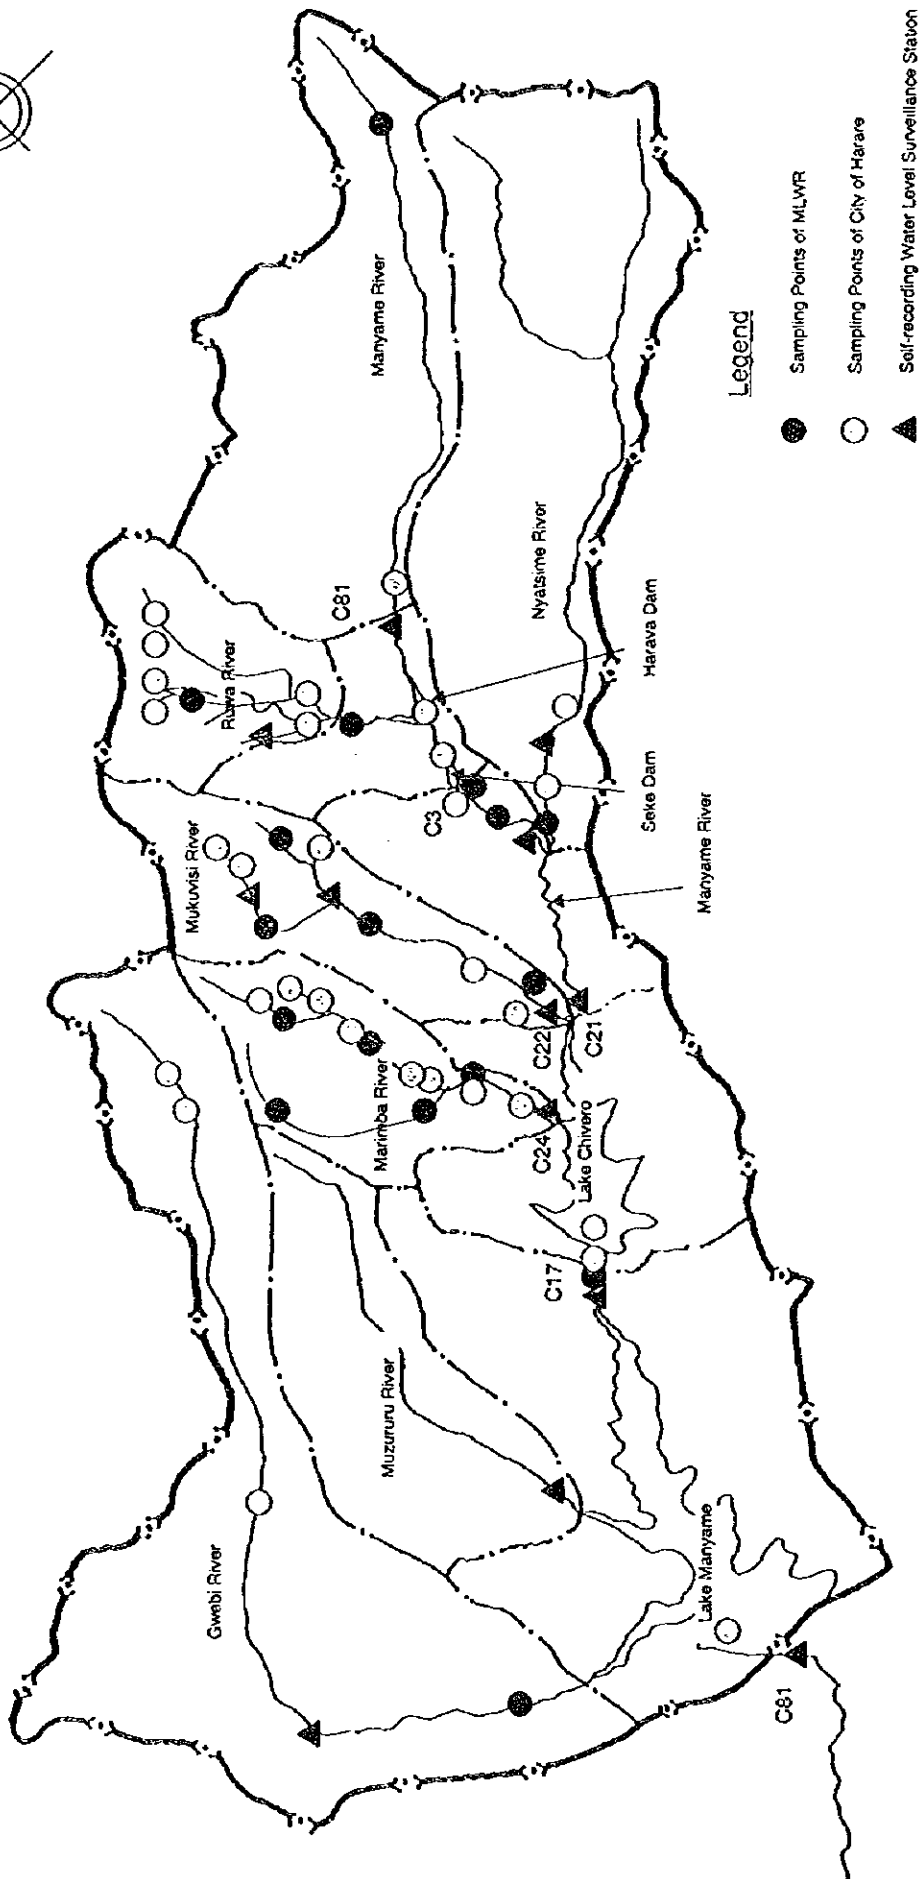 Gwebi River
Muzururu River
Marimba River
Mukuvisi River
Ruwa River
Manyame River
Nyatsime River
C81
C3
C22
C21
C24
C17
Lake Chivero
Lake Manyame
C81
Manyame River
Seke Dam
Harava Dam
Legend
Sampling Points of MLWR
Sampling Points of City of Harare
Self-recording Water Level Surveillance Station